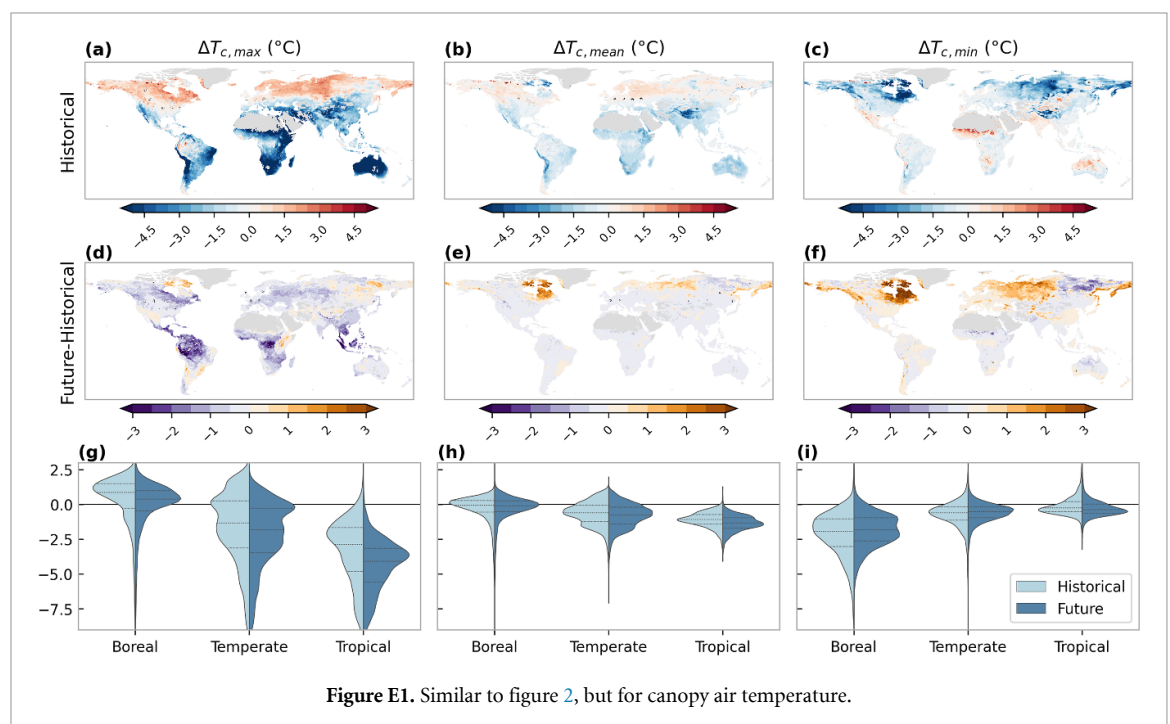 (a) ΔT_c,max (°C) (b) ΔT_c,mean (°C) (c) ΔT_c,min (°C)
Historical
−4.5 −3.0 −1.5 0.0 1.5 3.0 4.5 −4.5 −3.0 −1.5 0.0 1.5 3.0 4.5 −4.5 −3.0 −1.5 0.0 1.5 3.0 4.5
(d) (e) (f)
Future-Historical
−3 −2 −1 0 1 2 3 −3 −2 −1 0 1 2 3 −3 −2 −1 0 1 2 3
(g) (h) (i)
2.5
0.0
−2.5
−5.0
−7.5
Historical
Future
Boreal Temperate Tropical Boreal Temperate Tropical Boreal Temperate Tropical
Figure E1. Similar to figure 2, but for canopy air temperature.